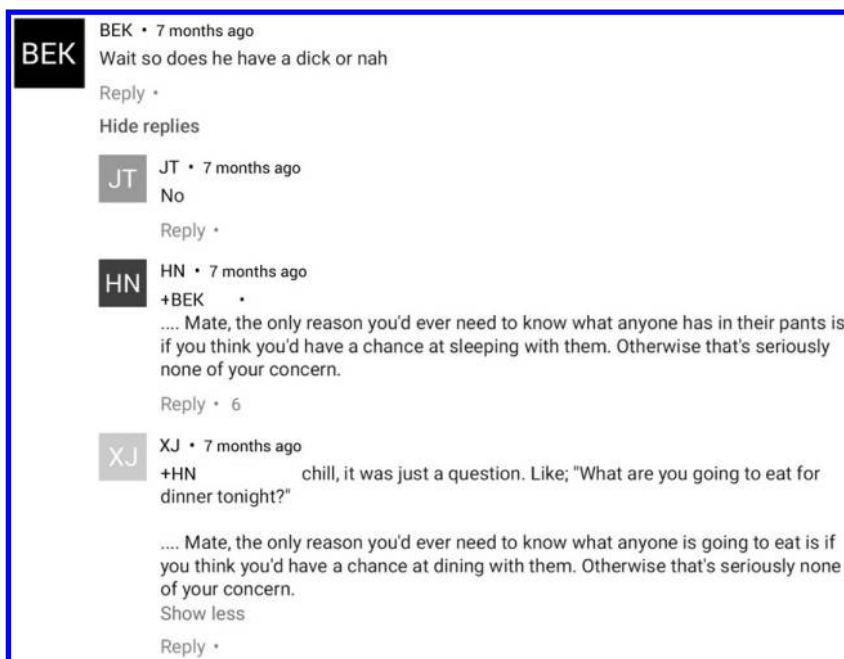 BEK
BEK • 7 months ago
Wait so does he have a dick or nah
Reply •
Hide replies
JT
JT • 7 months ago
No
Reply •
HN
HN • 7 months ago
+BEK •
.... Mate, the only reason you'd ever need to know what anyone has in their pants is
if you think you'd have a chance at sleeping with them. Otherwise that's seriously
none of your concern.
Reply • 6
XJ
XJ • 7 months ago
+HN chill, it was just a question. Like; "What are you going to eat for
dinner tonight?"
.... Mate, the only reason you'd ever need to know what anyone is going to eat is if
you think you'd have a chance at dining with them. Otherwise that's seriously none
of your concern.
Show less
Reply •